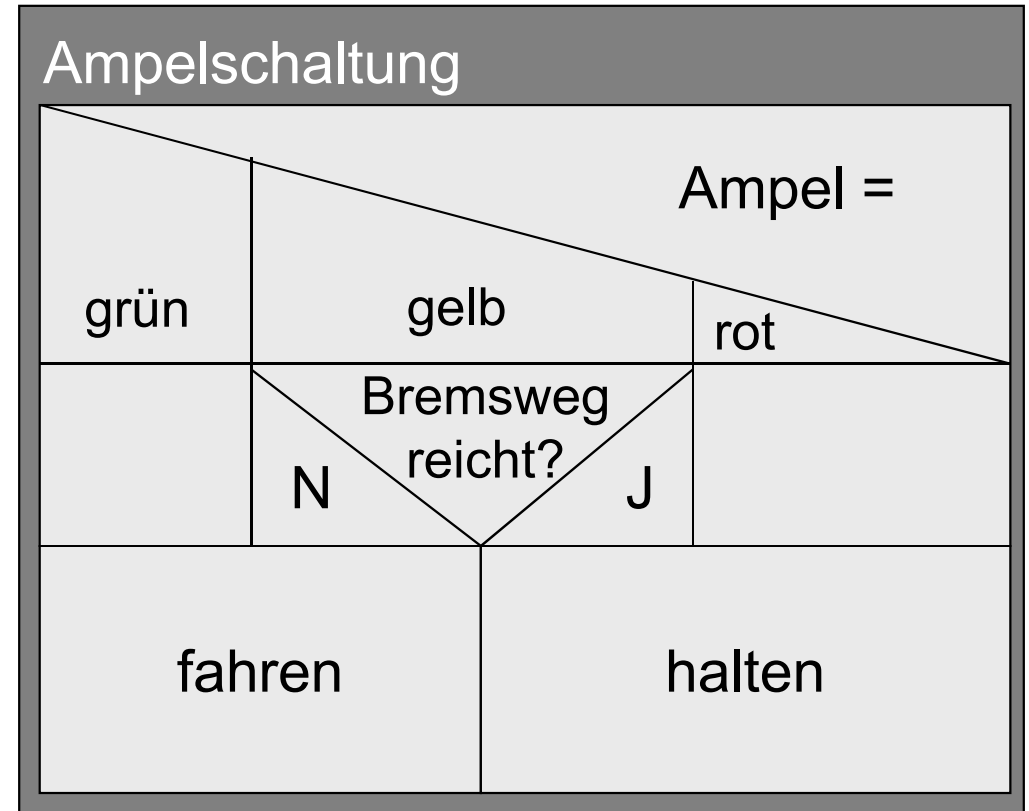 Ampelschaltung
Ampel =
grün
gelb
rot
Bremsweg
reicht?
N
J
fahren
halten